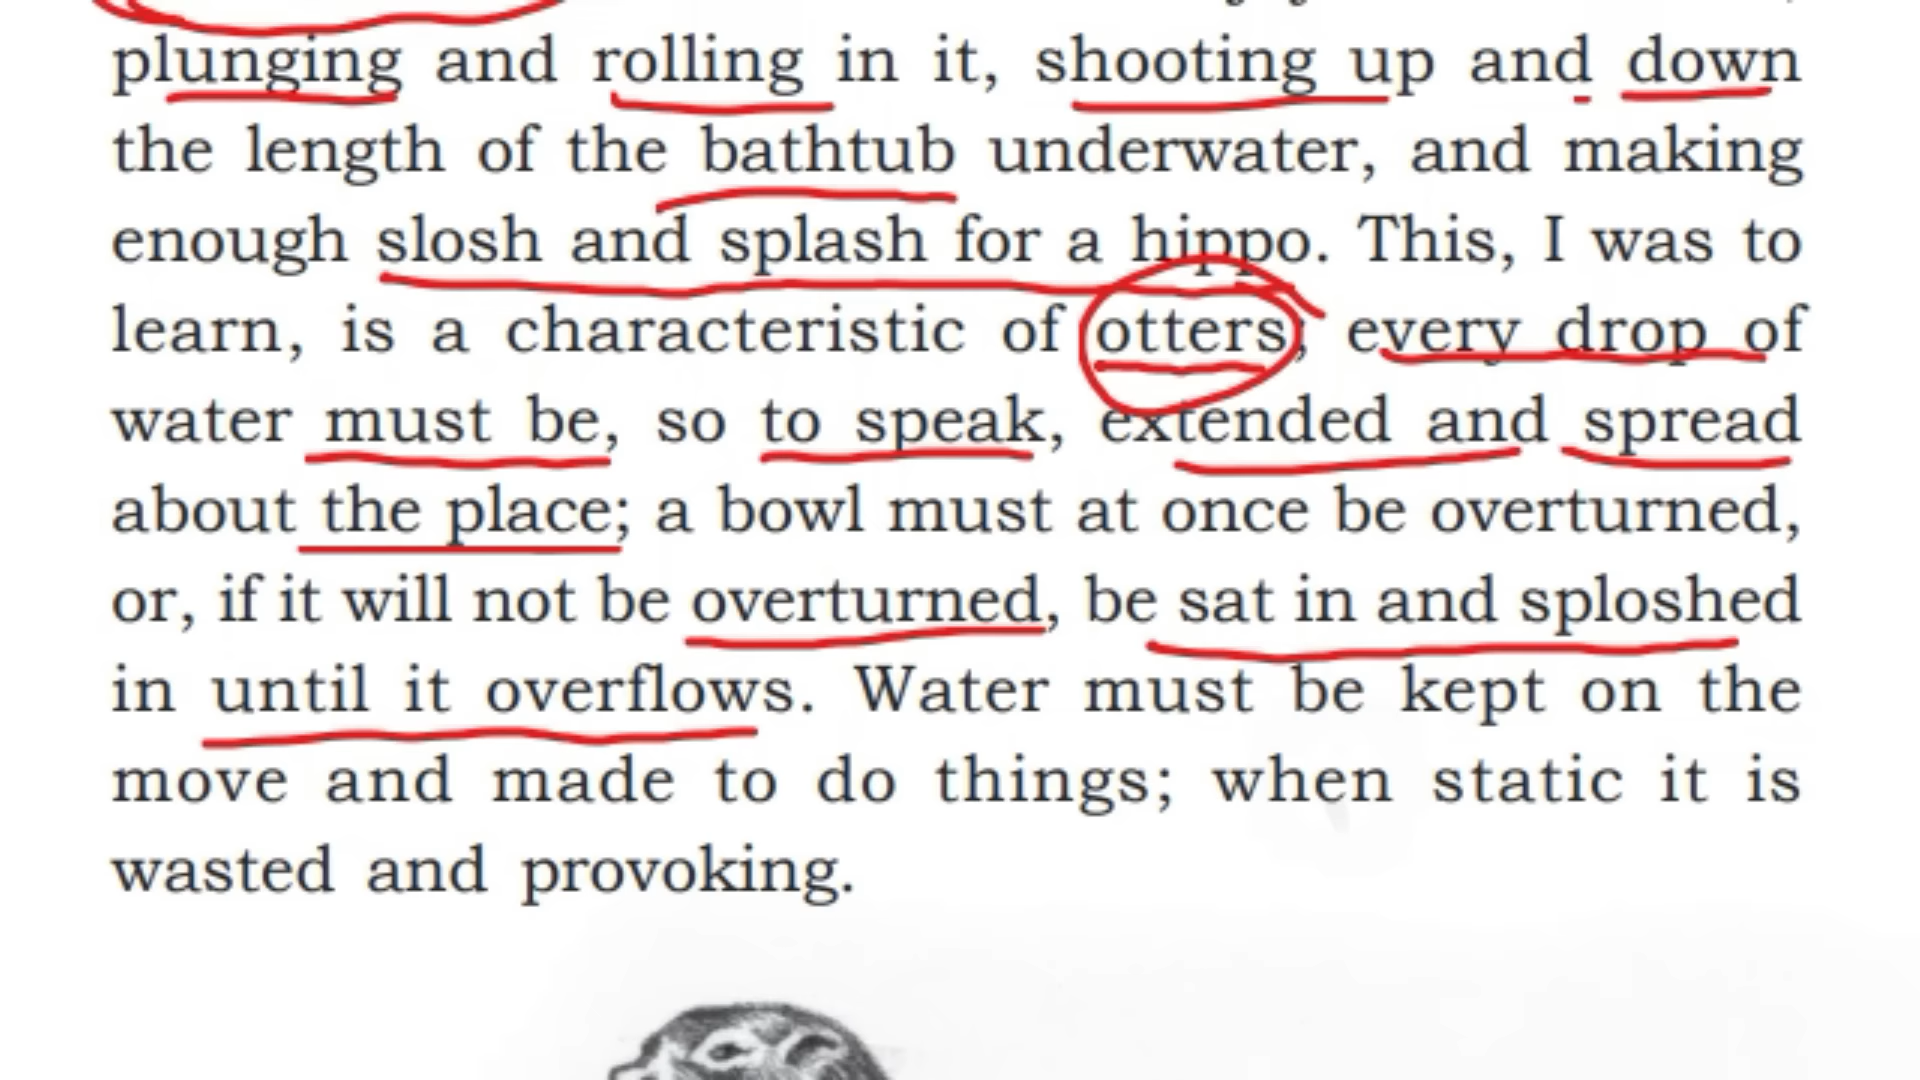 plunging and rolling in it, shooting up and down
the length of the bathtub underwater, and making
enough slosh and splash for a hippo. This, I was to
learn, is a characteristic of otters; every drop of
water must be, so to speak, extended and spread
about the place; a bowl must at once be overturned,
or, if it will not be overturned, be sat in and sploshed
in until it overflows. Water must be kept on the
move and made to do things; when static it is
wasted and provoking.